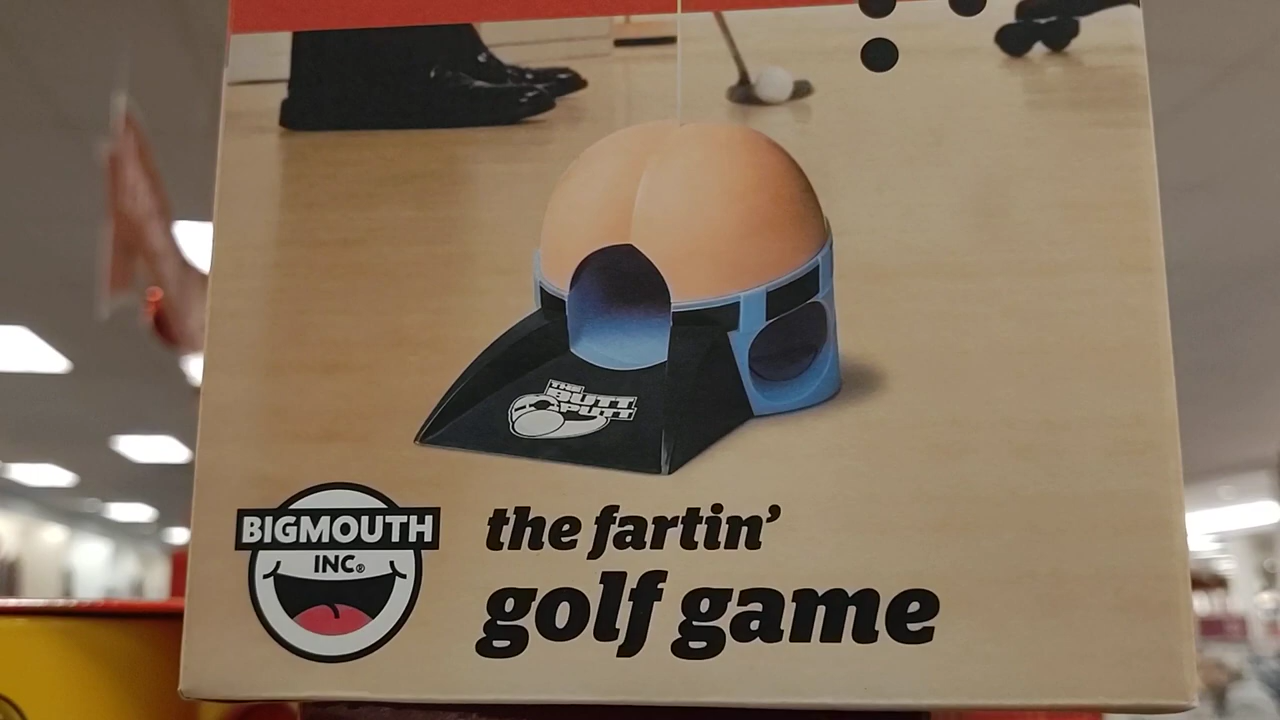 THE
BUTT
PUTT
BIGMOUTH
INC®
the fartin'
golf game